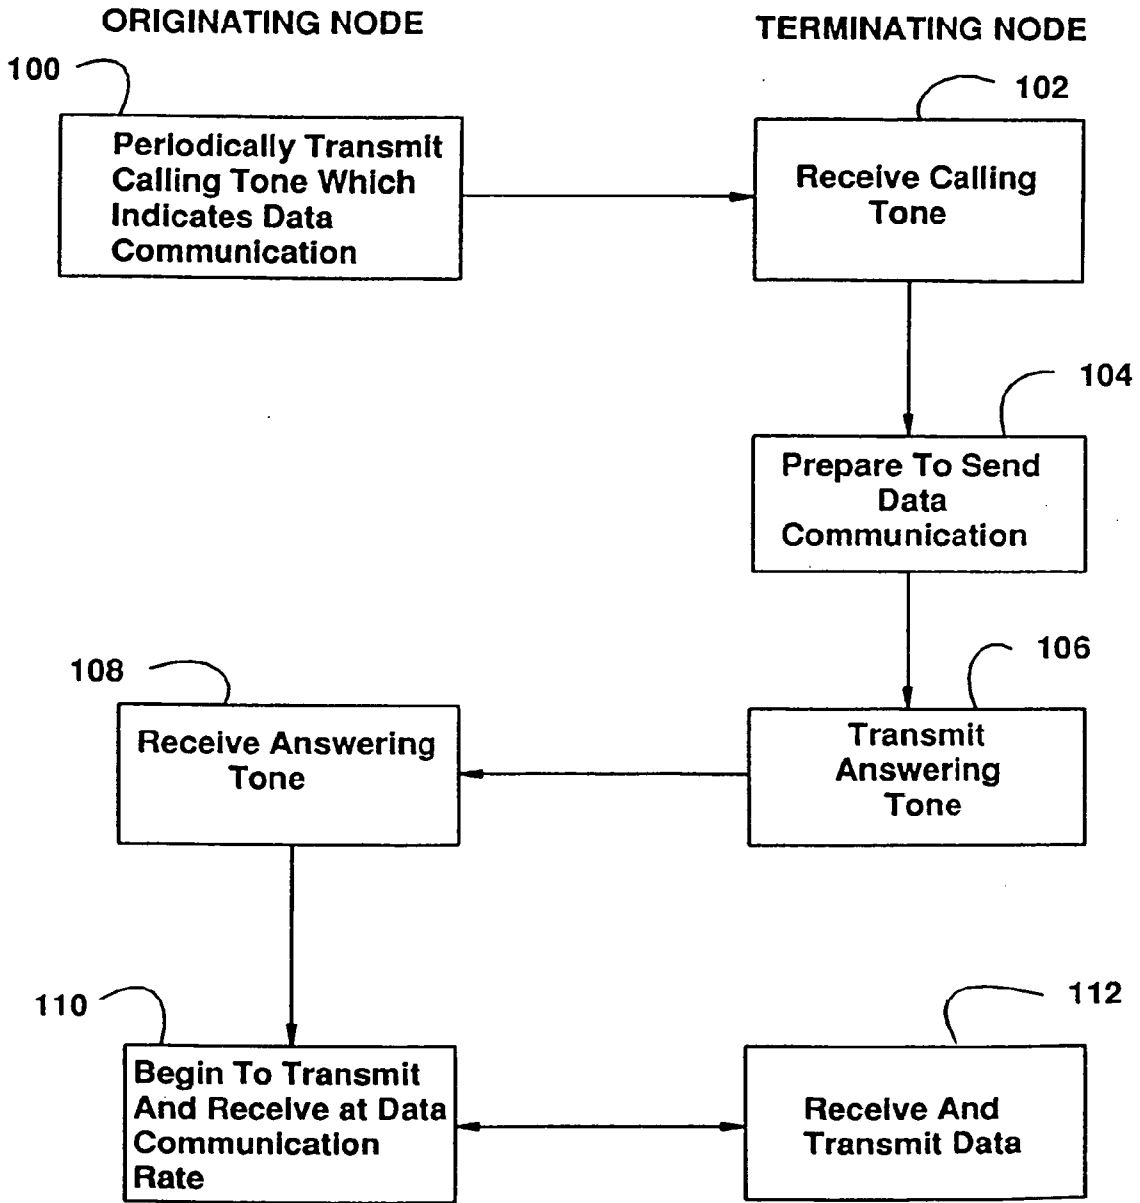 ORIGINATING NODE
TERMINATING NODE
100
102
Periodically Transmit
Calling Tone Which
Indicates Data
Communication
Receive Calling
Tone
104
Prepare To Send
Data
Communication
106
108
Transmit
Answering
Tone
Receive Answering
Tone
110
112
Begin To Transmit
And Receive at Data
Communication
Rate
Receive And
Transmit Data